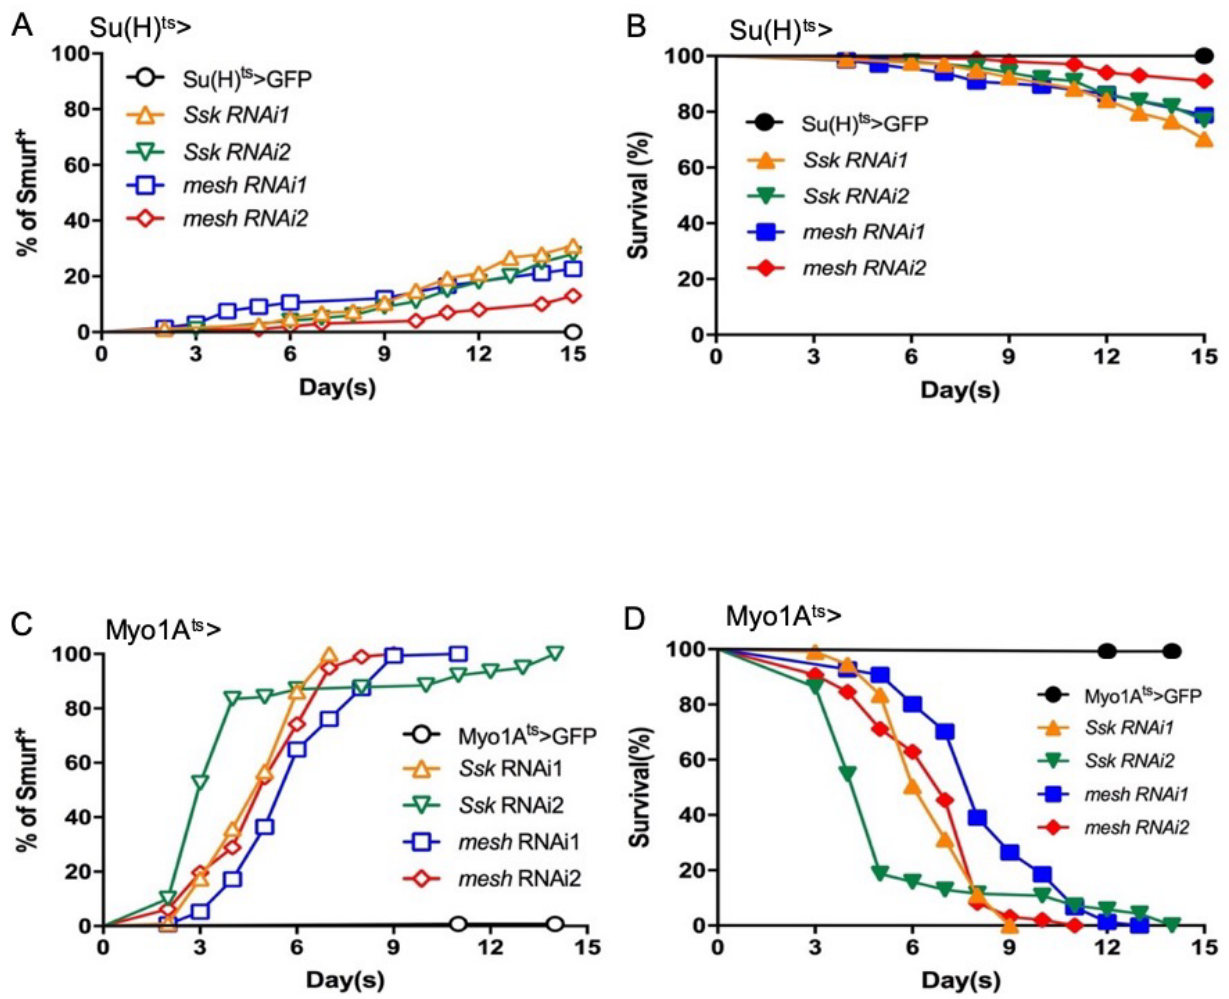 A
Su(H)ᵗˢ>
100
80
60
40
20
0
% of Smurf⁺
Su(H)ᵗˢ>GFP
Ssk RNAi1
Ssk RNAi2
mesh RNAi1
mesh RNAi2
0 3 6 9 12 15
Day(s)
B
Su(H)ᵗˢ>
100
80
60
40
20
0
Survival (%)
Su(H)ᵗˢ>GFP
Ssk RNAi1
Ssk RNAi2
mesh RNAi1
mesh RNAi2
0 3 6 9 12 15
Day(s)
C
Myo1Aᵗˢ>
100
80
60
40
20
0
% of Smurf⁺
Myo1Aᵗˢ>GFP
Ssk RNAi1
Ssk RNAi2
mesh RNAi1
mesh RNAi2
0 3 6 9 12 15
Day(s)
D
Myo1Aᵗˢ>
100
80
60
40
20
0
Survival(%)
Myo1Aᵗˢ>GFP
Ssk RNAi1
Ssk RNAi2
mesh RNAi1
mesh RNAi2
0 3 6 9 12 15
Day(s)